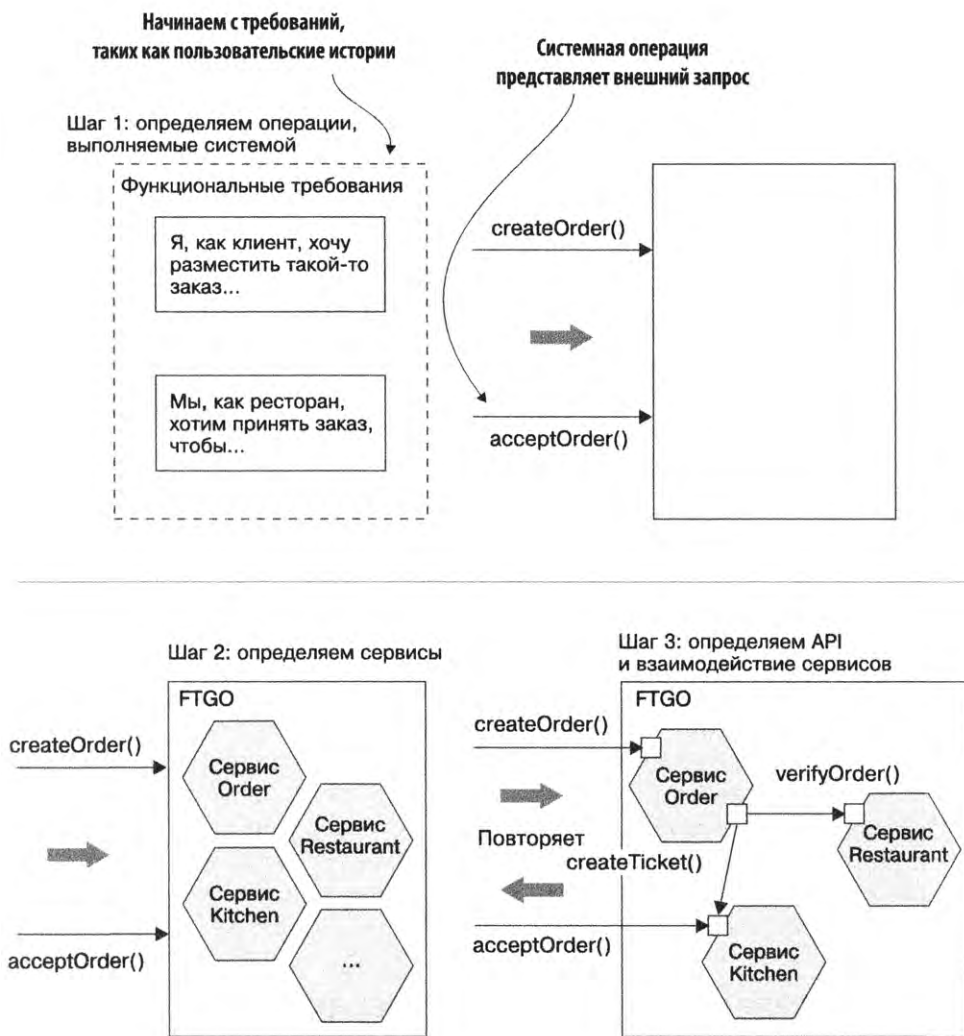 Начинаем с требований,
таких как пользовательские истории
Системная операция
представляет внешний запрос
Шаг 1: определяем операции,
выполняемые системой
Функциональные требования
Я, как клиент, хочу
разместить такой-то
заказ...
Мы, как ресторан,
хотим принять заказ,
чтобы...
createOrder()
acceptOrder()
Шаг 2: определяем сервисы
FTGO
createOrder()
acceptOrder()
Сервис
Order
Сервис
Restaurant
Сервис
Kitchen
...
Шаг 3: определяем API
и взаимодействие сервисов
FTGO
createOrder()
Повторяет
acceptOrder()
Сервис
Order
verifyOrder()
Сервис
Restaurant
createTicket()
Сервис
Kitchen